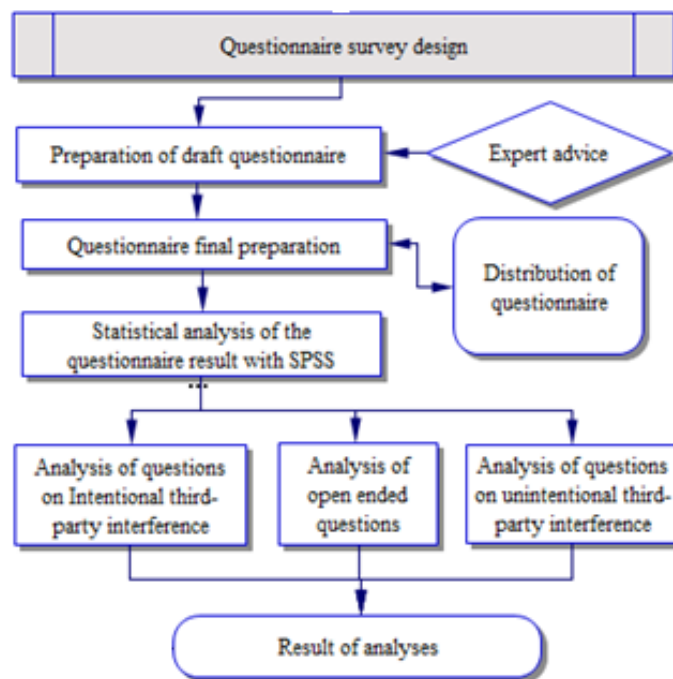 Questionnaire survey design
Preparation of draft questionnaire
Expert advice
Questionnaire final preparation
Distribution of
questionnaire
Statistical analysis of the
questionnaire result with SPSS
...
Analysis of questions
on Intentional third-
party interference
Analysis of
open ended
questions
Analysis of questions
on unintentional third-
party interference
Result of analyses